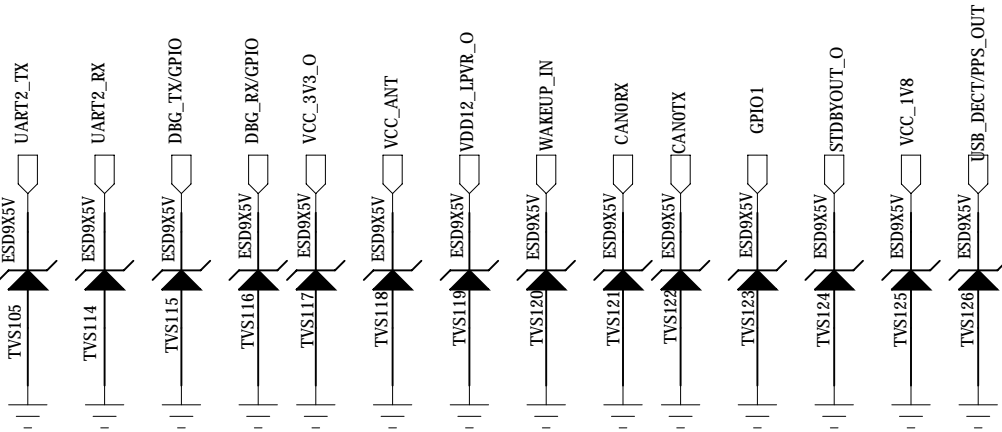 UART2_TX
UART2_RX
DBG_TX/GPIO
DBG_RX/GPIO
VCC_3V3_O
VCC_ANT
VDD12_LPVR_O
WAKEUP_IN
CAN0RX
CAN0TX
GPIO1
STDBYOUT_O
VCC_1V8
USB_DECT/PPS_OUT
ESD9X5V
ESD9X5V
ESD9X5V
ESD9X5V
ESD9X5V
ESD9X5V
ESD9X5V
ESD9X5V
ESD9X5V
ESD9X5V
ESD9X5V
ESD9X5V
ESD9X5V
ESD9X5V
TVS105
TVS114
TVS115
TVS116
TVS117
TVS118
TVS119
TVS120
TVS121
TVS122
TVS123
TVS124
TVS125
TVS126